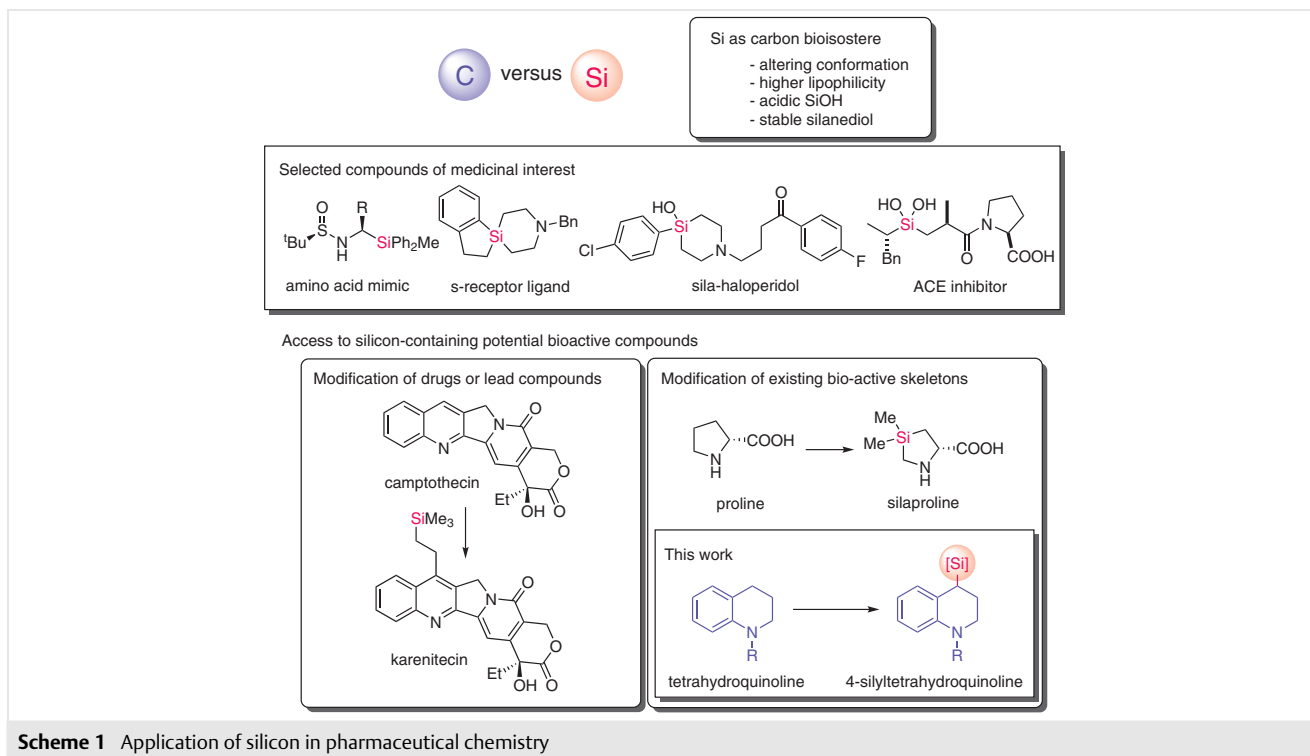 C versus Si
Si as carbon bioisostere
- altering conformation
- higher lipophilicity
- acidic SiOH
- stable silanediol
Selected compounds of medicinal interest
O
S
tBu
N
H
R
SiPh2Me
amino acid mimic
Si
N
Bn
s-receptor ligand
HO
Si
Cl
N
O
F
sila-haloperidol
HO OH
Si
Bn
O
N
COOH
ACE inhibitor
Access to silicon-containing potential bioactive compounds
Modification of drugs or lead compounds
O
N
N
O
Et
OH O
camptothecin
SiMe3
O
N
N
O
Et
OH O
karenitecin
Modification of existing bio-active skeletons
COOH
N
H
proline
Me
Me Si
COOH
N
H
silaproline
This work
N
R
tetrahydroquinoline
[Si]
N
R
4-silyltetrahydroquinoline
Scheme 1 Application of silicon in pharmaceutical chemistry